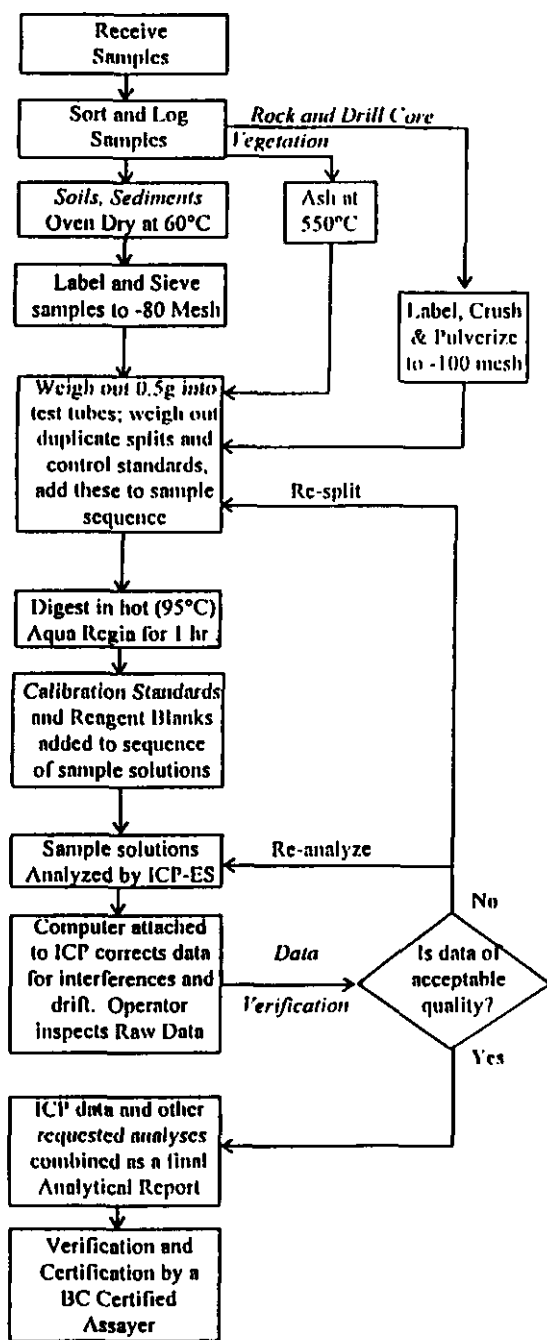 Receive
Samples
Sort and Log
Samples
Rock and Drill Core
Vegetation
Soils, Sediments
Oven Dry at 60°C
Ash at
550°C
Label and Sieve
samples to -80 Mesh
Label, Crush
& Pulverize
to -100 mesh
Weigh out 0.5g into
test tubes; weigh out
duplicate splits and
control standards,
add these to sample
sequence
Re-split
Digest in hot (95°C)
Aqua Regia for 1 hr
Calibration Standards
and Reagent Blanks
added to sequence
of sample solutions
Sample solutions
Analyzed by ICP-ES
Re-analyze
No
Computer attached
to ICP corrects data
for interferences and
drift. Operator
inspects Raw Data
Data
Verification
Is data of
acceptable
quality?
Yes
ICP data and other
requested analyses
combined as a final
Analytical Report
Verification and
Certification by a
BC Certified
Assayer